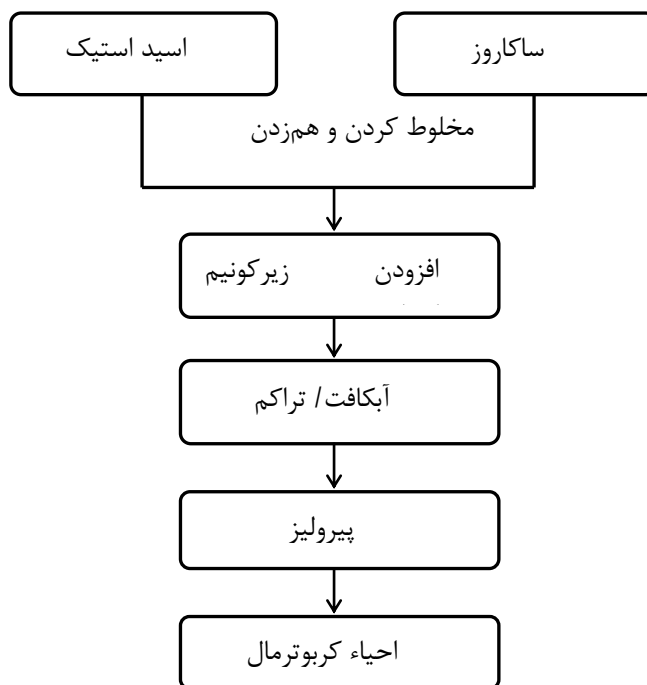 ساکاروز
اسید استیک
مخلوط کردن و هم‌زدن
افزودن زیرکونیم
آبکافت/ تراکم
پیرولیز
احیاء کربوترمال